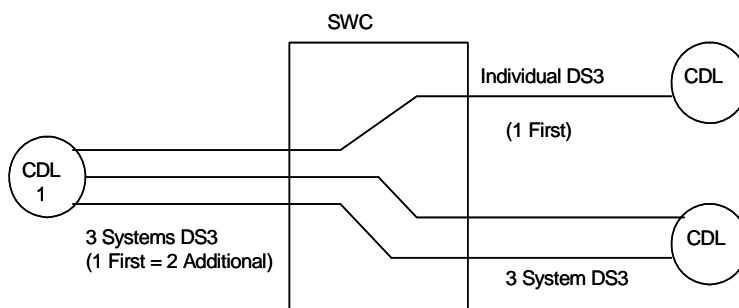 SWC
Individual DS3
CDL
(1 First)
CDL
1
3 Systems DS3
(1 First = 2 Additional)
CDL
3 System DS3